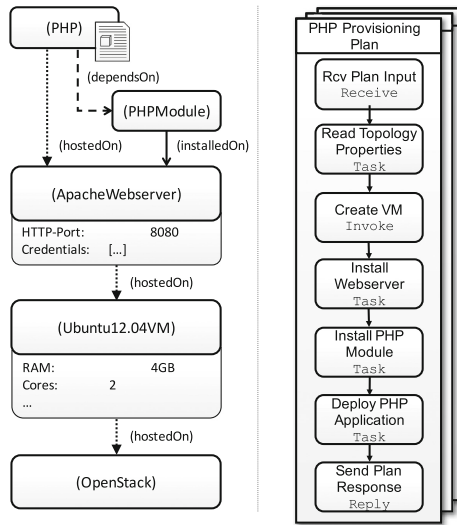 (PHP)
(dependsOn)
(PHPModule)
(hostedOn)
(installedOn)
(ApacheWebserver)
HTTP-Port: 8080
Credentials: [...]
(hostedOn)
(Ubuntu12.04VM)
RAM: 4GB
Cores: 2
...
(hostedOn)
(OpenStack)
PHP Provisioning
Plan
Rcv Plan Input
Receive
Read Topology
Properties
Task
Create VM
Invoke
Install
Webserver
Task
Install PHP
Module
Task
Deploy PHP
Application
Task
Send Plan
Response
Reply